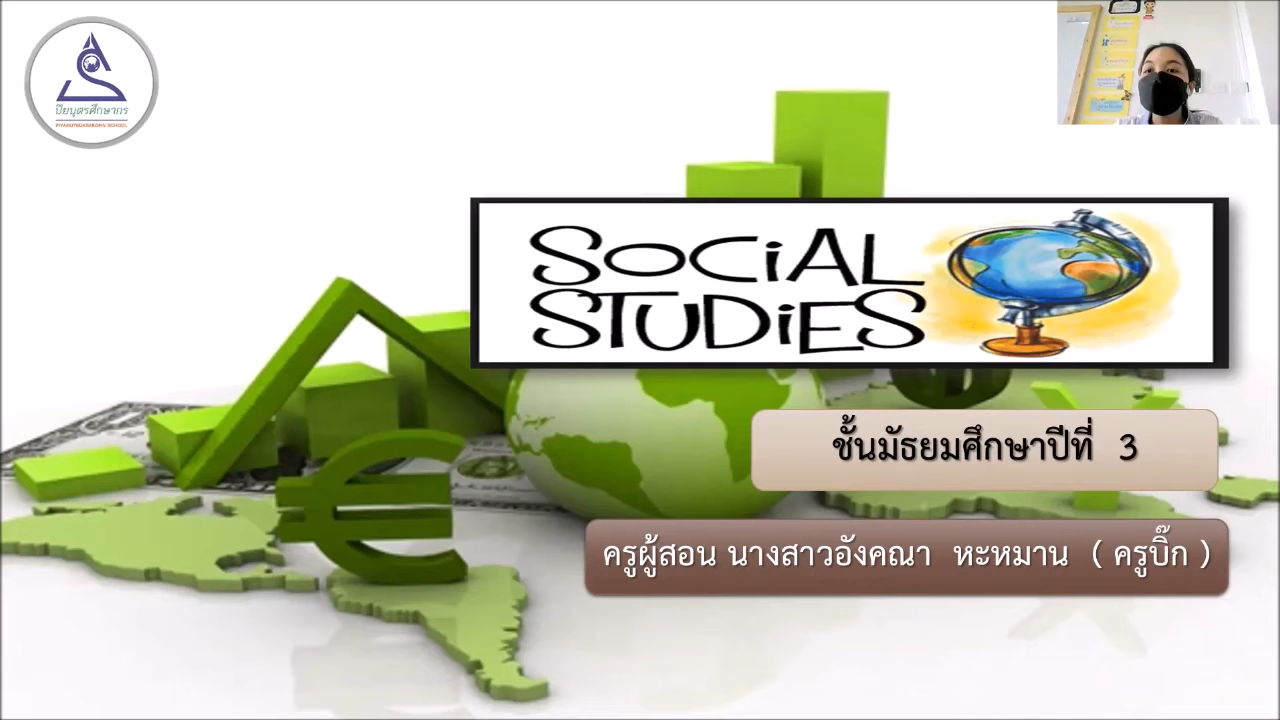 ปิยบุตรศึกษากร
PIYABUTSUKSAKORN SCHOOL
SOCiAL
STUDiES
ชั้นมัธยมศึกษาปีที่ 3
ครูผู้สอน นางสาวอังคณา หะหมาน ( ครูบิ๊ก )